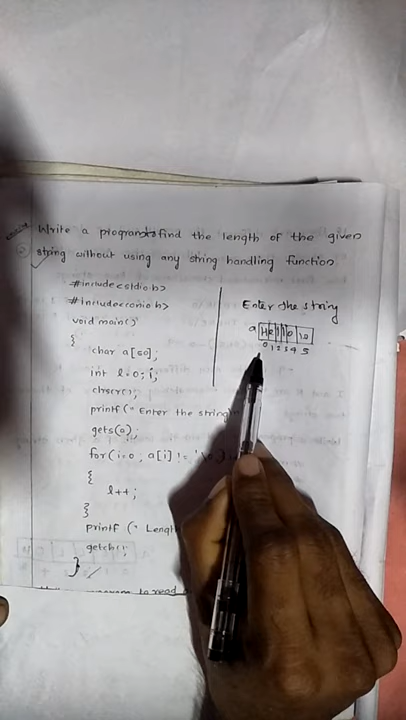 Write a program to find the length of the given
string without using any string handling function
#include<stdio.h>
#include<conio.h>
void main()
{
char a[50];
int l=0, i;
clrscr();
printf(" Enter the string
gets(a);
for(i=0; a[i] != '\0';
{
l++;
}
printf (" Length
getch();
}
Enter the string
a H e l l o \0
0 1 2 3 4 5
to read